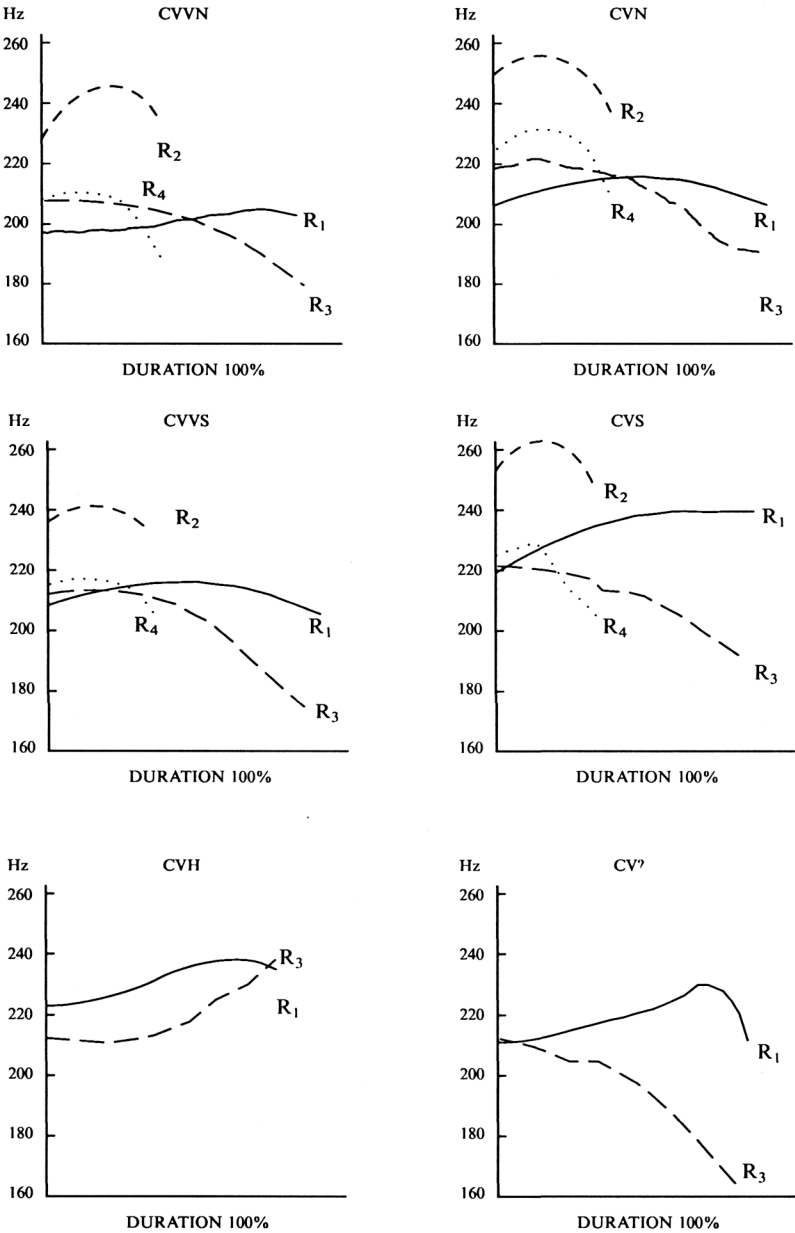 Hz CVVN
260
240
220
200
180
160
R2
R4
R1
R3
DURATION 100%
Hz CVN
260
240
220
200
180
160
R2
R4
R1
R3
DURATION 100%
Hz CVVS
260
240
220
200
180
160
R2
R4
R1
R3
DURATION 100%
Hz CVS
260
240
220
200
180
160
R2
R1
R4
R3
DURATION 100%
Hz CVH
260
240
220
200
180
160
R3
R1
DURATION 100%
Hz CVʔ
260
240
220
200
180
160
R1
R3
DURATION 100%